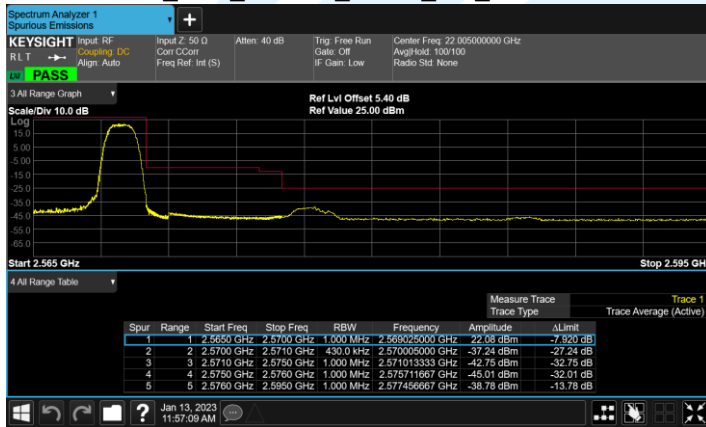 Spectrum Analyzer 1
Spurious Emissions
+
KEYSIGHT Input: RF Input Z: 50 Ω Atten: 40 dB Trig: Free Run Center Freq: 22.005000000 GHz
R L T Coupling: DC Corr CCorr Gate: Off Avg|Hold: 100/100
Align: Auto Freq Ref: Int (S) IF Gain: Low Radio Std: None
PASS
3 All Range Graph
Ref Lvl Offset 5.40 dB
Scale/Div 10.0 dB Ref Value 25.00 dBm
Log
15.0
5.00
-5.00
-15.0
-25.0
-35.0
-45.0
-55.0
-65.0
Start 2.565 GHz Stop 2.595 GH
4 All Range Table
Measure Trace Trace 1
Trace Type Trace Average (Active)
Spur Range Start Freq Stop Freq RBW Frequency Amplitude ΔLimit
1 1 2.5650 GHz 2.5700 GHz 1.000 MHz 2.569025000 GHz 22.08 dBm -7.920 dB
2 2 2.5700 GHz 2.5710 GHz 430.0 kHz 2.570005000 GHz -37.24 dBm -27.24 dB
3 3 2.5710 GHz 2.5750 GHz 1.000 MHz 2.571013333 GHz -42.75 dBm -32.75 dB
4 4 2.5750 GHz 2.5760 GHz 1.000 MHz 2.575711667 GHz -45.01 dBm -32.01 dB
5 5 2.5760 GHz 2.5950 GHz 1.000 MHz 2.577456667 GHz -38.78 dBm -13.78 dB
? Jan 13, 2023
11:57:09 AM